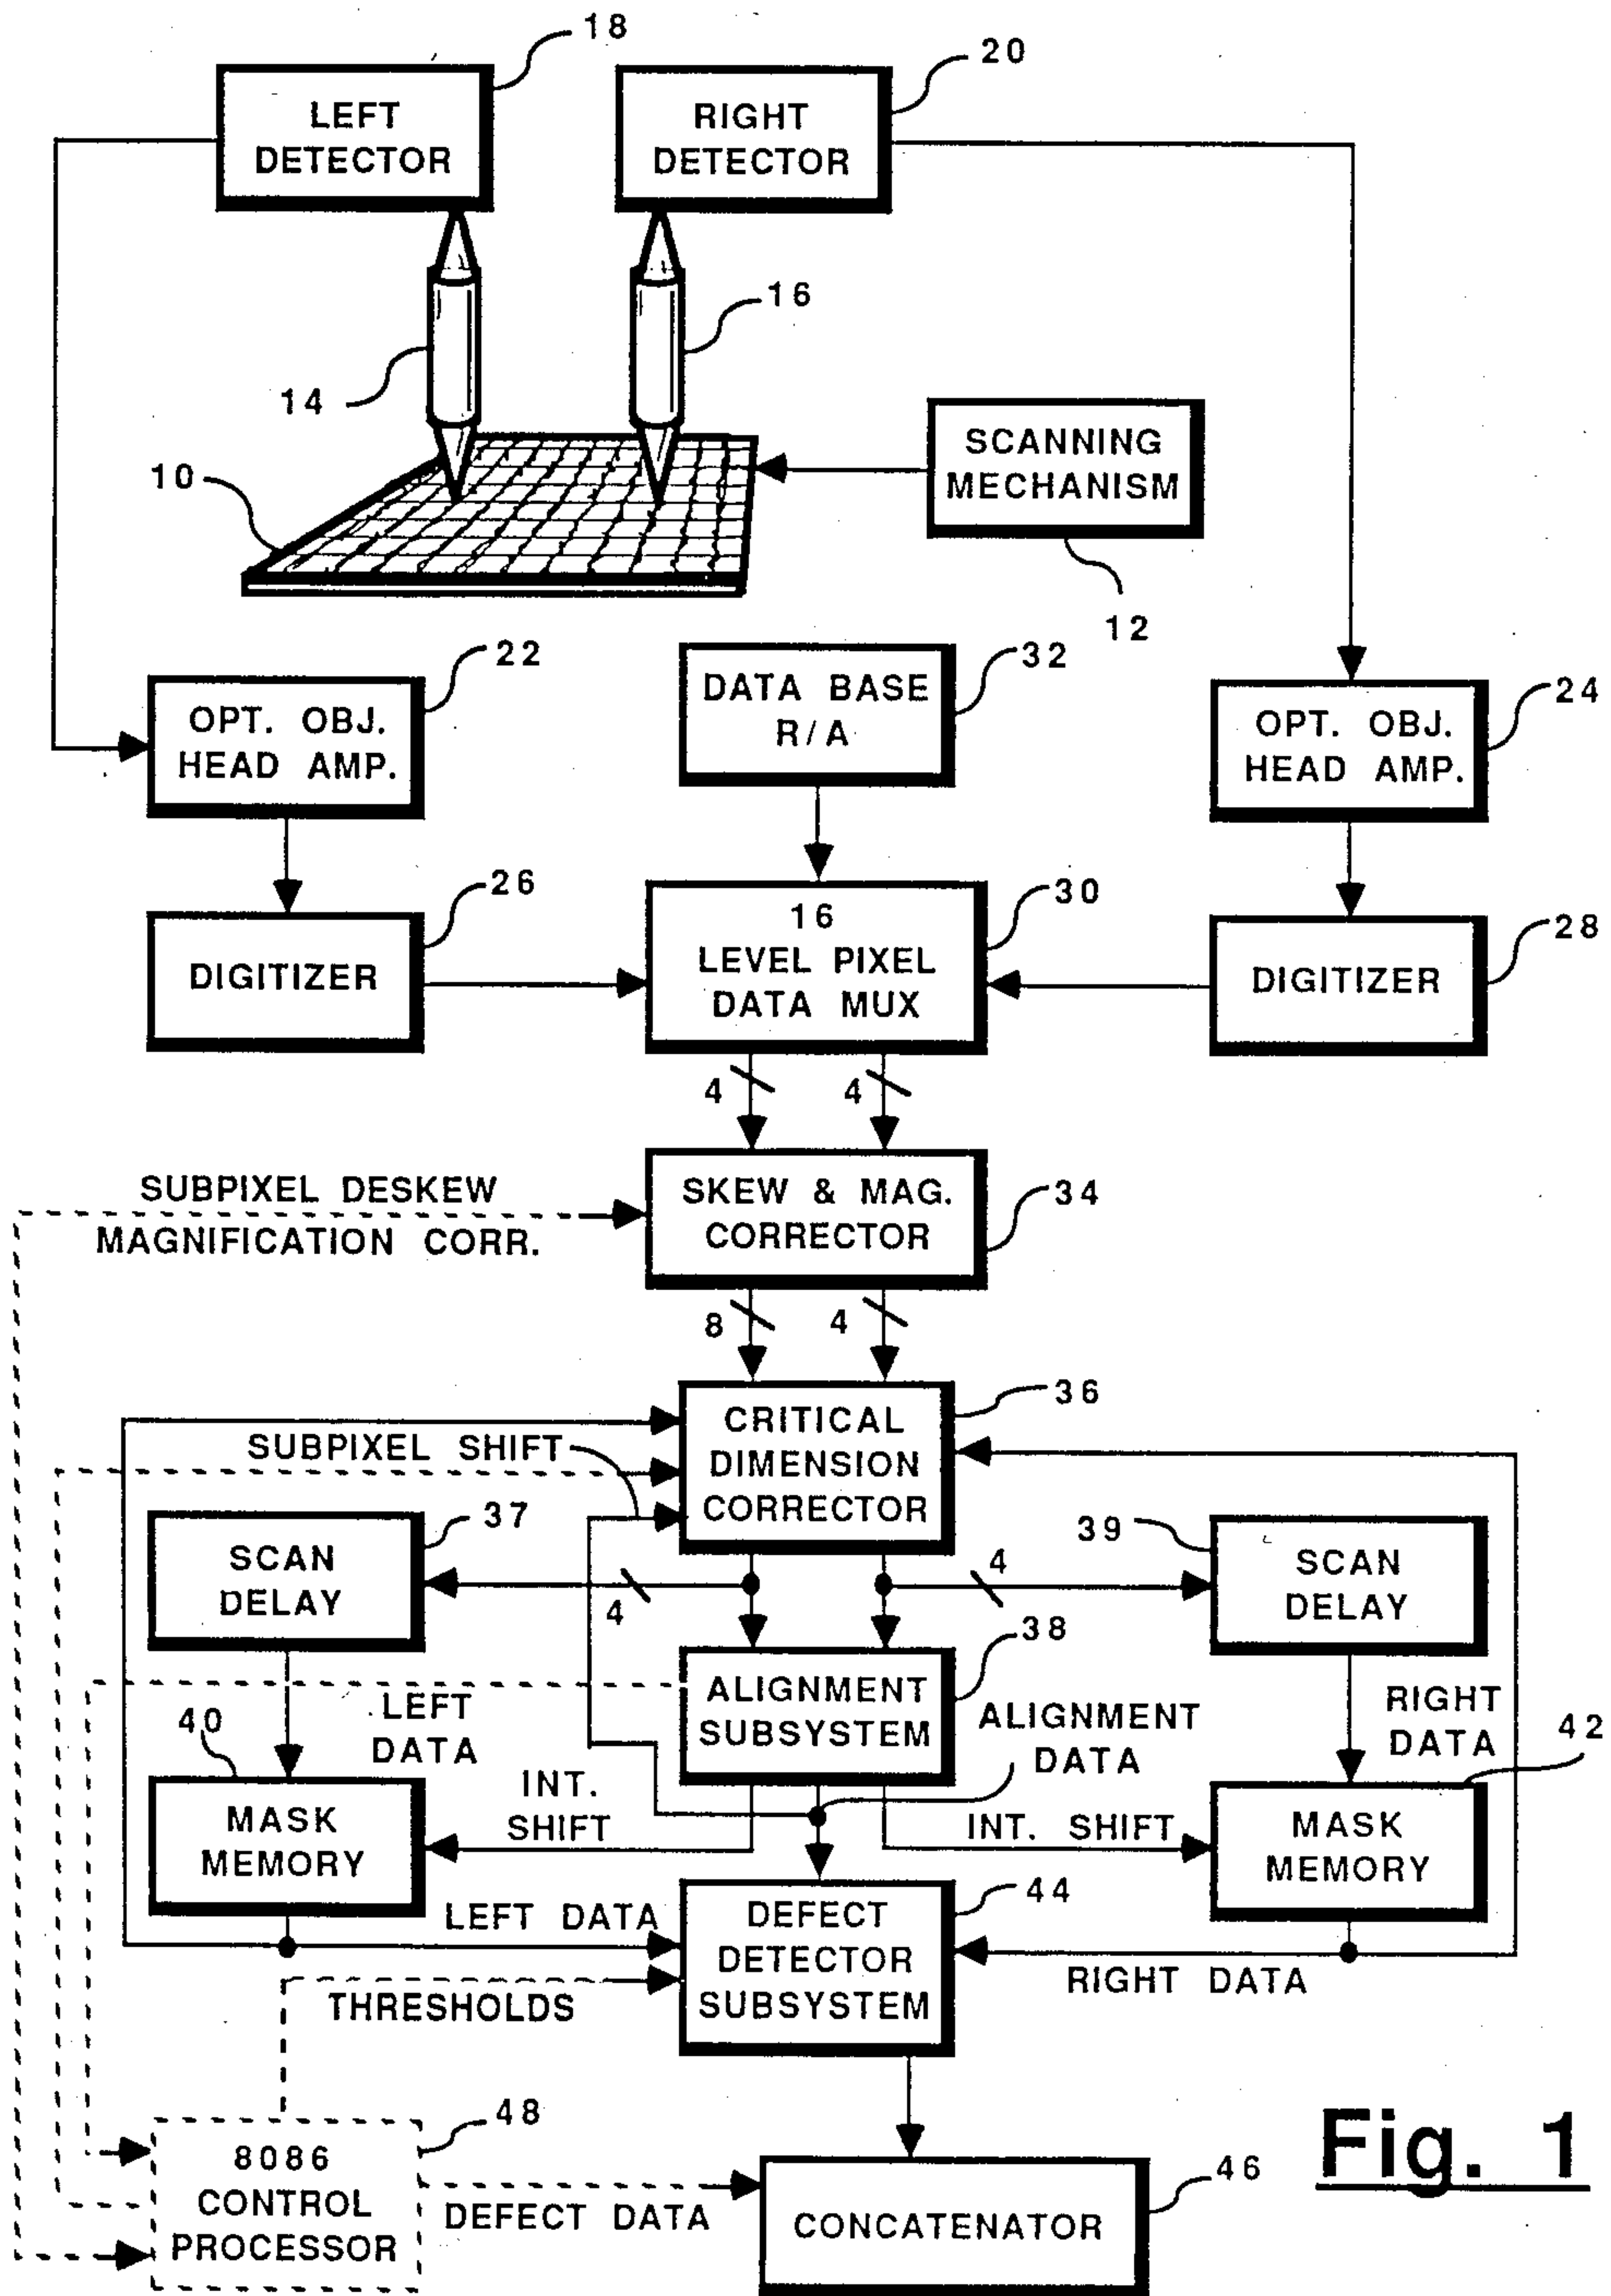 18
20
LEFT
DETECTOR
RIGHT
DETECTOR
16
14
SCANNING
MECHANISM
10
12
22
32
24
OPT. OBJ.
HEAD AMP.
DATA BASE
R/A
OPT. OBJ.
HEAD AMP.
26
30
28
DIGITIZER
16
LEVEL PIXEL
DATA MUX
DIGITIZER
4
4
SUBPIXEL DESKEW
MAGNIFICATION CORR.
SKEW & MAG.
CORRECTOR
34
8
4
36
CRITICAL
DIMENSION
CORRECTOR
SUBPIXEL SHIFT
37
39
SCAN
DELAY
4
4
SCAN
DELAY
38
ALIGNMENT
SUBSYSTEM
LEFT
DATA
40
ALIGNMENT
DATA
RIGHT
DATA
42
INT.
SHIFT
INT. SHIFT
MASK
MEMORY
MASK
MEMORY
44
LEFT DATA
DEFECT
DETECTOR
SUBSYSTEM
RIGHT DATA
THRESHOLDS
48
8086
CONTROL
PROCESSOR
DEFECT DATA
46
CONCATENATOR
Fig. 1